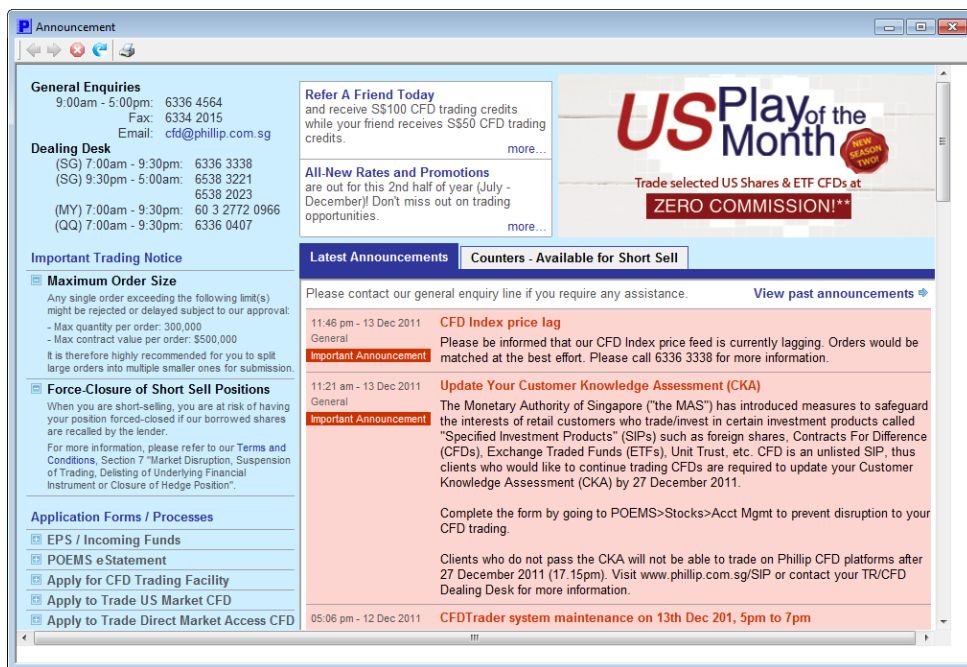 Announcement
General Enquiries
9:00am - 5:00pm: 6336 4564
Fax: 6334 2015
Email: cfd@phillip.com.sg
Dealing Desk
(SG) 7:00am - 9:30pm: 6336 3338
(SG) 9:30pm - 5:00am: 6538 3221
6538 2023
(MY) 7:00am - 9:30pm: 60 3 2772 0966
(QQ) 7:00am - 9:30pm: 6336 0407
Important Trading Notice
Maximum Order Size
Any single order exceeding the following limit(s)
might be rejected or delayed subject to our approval:
- Max quantity per order: 300,000
- Max contract value per order: $500,000
It is therefore highly recommended for you to split
large orders into multiple smaller ones for submission.
Force-Closure of Short Sell Positions
When you are short-selling, you are at risk of having
your position forced-closed if our borrowed shares
are recalled by the lender.
For more information, please refer to our Terms and
Conditions, Section 7 "Market Disruption, Suspension
of Trading, Delisting of Underlying Financial
Instrument or Closure of Hedge Position".
Application Forms / Processes
EPS / Incoming Funds
POEMS eStatement
Apply for CFD Trading Facility
Apply to Trade US Market CFD
Apply to Trade Direct Market Access CFD
Refer A Friend Today
and receive S$100 CFD trading credits
while your friend receives S$50 CFD trading
credits.
more...
All-New Rates and Promotions
are out for this 2nd half of year (July -
December)! Don't miss out on trading
opportunities.
more...
US Play of the
Month
NEW
SEASON
TWO!
Trade selected US Shares & ETF CFDs at
ZERO COMMISSION!**
Latest Announcements
Counters - Available for Short Sell
Please contact our general enquiry line if you require any assistance.
View past announcements
11:46 pm - 13 Dec 2011
General
Important Announcement
CFD Index price lag
Please be informed that our CFD Index price feed is currently lagging. Orders would be
matched at the best effort. Please call 6336 3338 for more information.
11:21 am - 13 Dec 2011
General
Important Announcement
Update Your Customer Knowledge Assessment (CKA)
The Monetary Authority of Singapore ("the MAS") has introduced measures to safeguard
the interests of retail customers who trade/invest in certain investment products called
"Specified Investment Products" (SIPs) such as foreign shares, Contracts For Difference
(CFDs), Exchange Traded Funds (ETFs), Unit Trust, etc. CFD is an unlisted SIP, thus
clients who would like to continue trading CFDs are required to update your Customer
Knowledge Assessment (CKA) by 27 December 2011.
Complete the form by going to POEMS>Stocks>Acct Mgmt to prevent disruption to your
CFD trading.
Clients who do not pass the CKA will not be able to trade on Phillip CFD platforms after
27 December 2011 (17.15pm). Visit www.phillip.com.sg/SIP or contact your TR/CFD
Dealing Desk for more information.
05:06 pm - 12 Dec 2011
CFDTrader system maintenance on 13th Dec 201, 5pm to 7pm